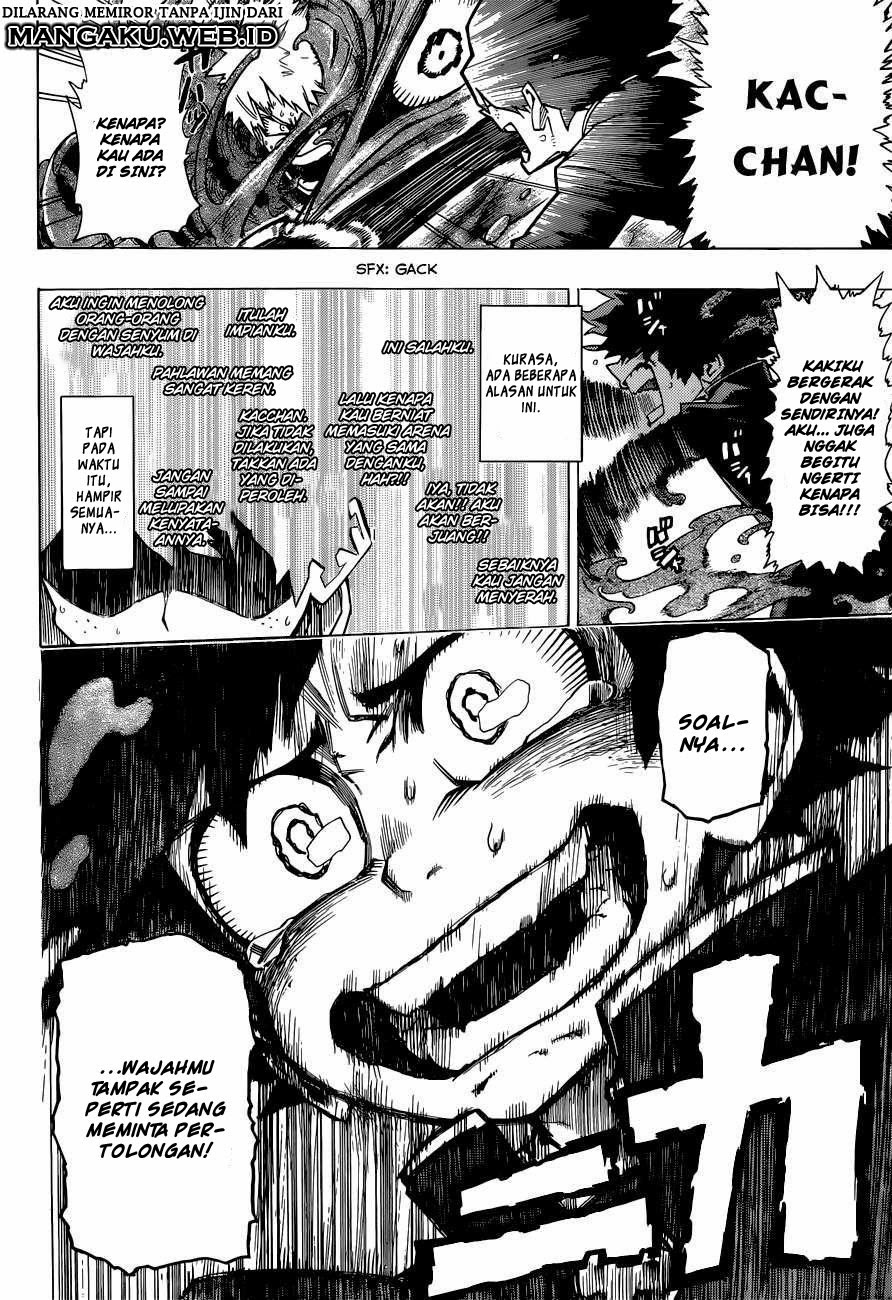 DILARANG MEMIROR TANPA IJIN DARI
MANGAKU.WEB.ID
KAC-
CHAN!
KENAPA?
KENAPA
KAU ADA
DI SINI?
SFX: GACK
KAKIKU
BERGERAK
DENGAN
SENDIRINYA!
AKU... JUGA
NGGAK
BEGITU
NGERTI
KENAPA
BISA!!!
KURASA,
ADA BEBERAPA
ALASAN UNTUK
INI.
INI SALAHKU.
LALU KENAPA
KAU BERNIAT
MEMASUKI ARENA
YANG SAMA
DENGANKU,
HAH?!!
IYA, TIDAK
AKAN!! AKU
AKAN BER-
JUANG!!
SEBAIKNYA
KAU JANGAN
MENYERAH.
ITULAH
IMPIANKU.
AKU INGIN MENOLONG
ORANG-ORANG
DENGAN SENYUM DI
WAJAHKU.
PAHLAWAN MEMANG
SANGAT KEREN.
KACCHAN.
JIKA TIDAK
DILAKUKAN,
TAKKAN ADA
YANG DI-
PEROLEH.
JANGAN
SAMPAI
MELUPAKAN
KENYATA-
ANNYA.
TAPI
PADA
WAKTU
ITU,
HAMPIR
SEMUA-
NYA...
SOAL-
NYA...
...WAJAHMU
TAMPAK SE-
PERTI SEDANG
MEMINTA PER-
TOLONGAN!